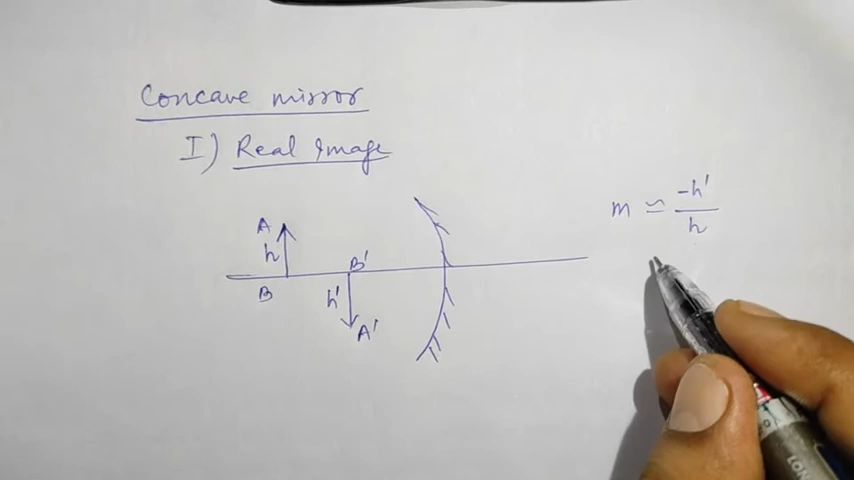 Concave mirror
I) Real Image
A
h
B
B'
h'
A'
m ≃ -h'/h